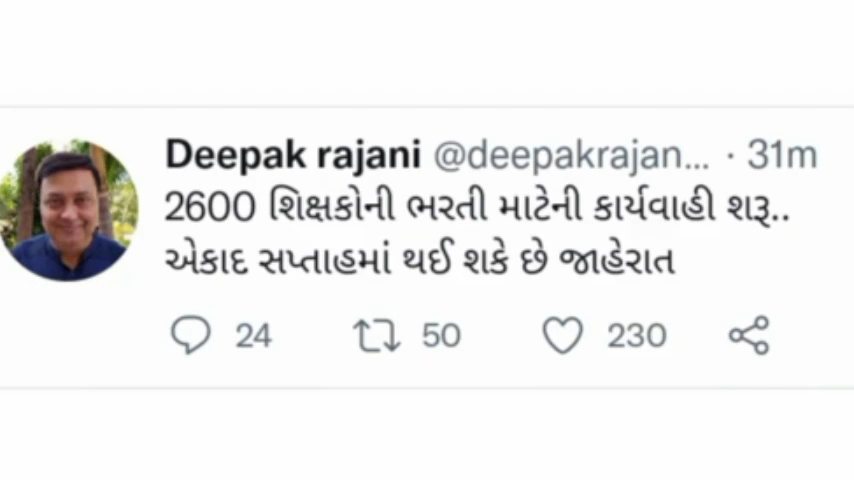 Deepak rajani @deepakrajan... · 31m
2600 શિક્ષકોની ભરતી માટેની કાર્યવાહી શરૂ..
એકાદ સપ્તાહમાં થઈ શકે છે જાહેરાત
24 50 230